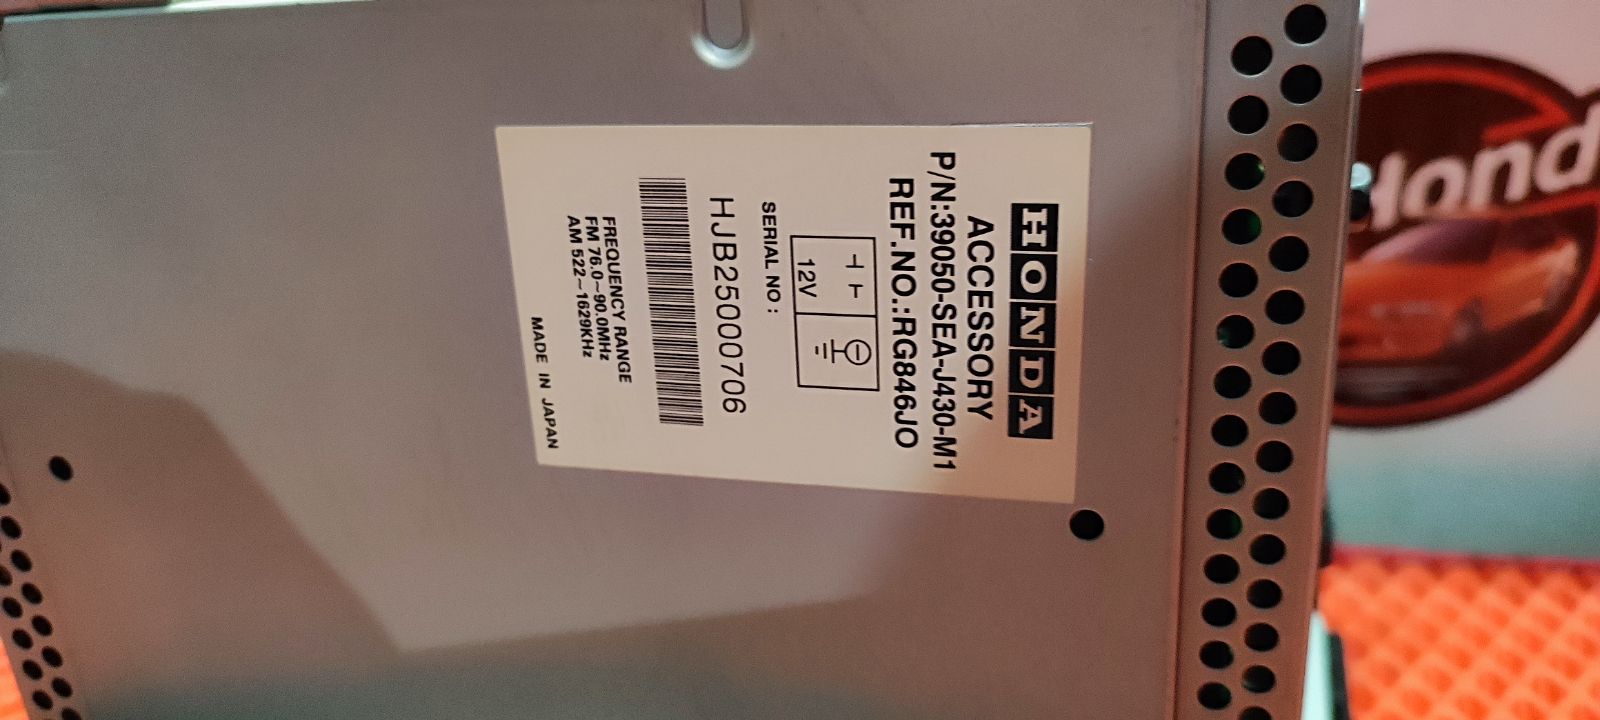 HONDA
ACCESSORY
P/N:39050-SEA-J430-M1
REF.NO.:RG846JO
12V
SERIAL NO :
HJB25000706
FREQUENCY RANGE
FM 76.0~90.0MHz
AM 522~1629KHz
MADE IN JAPAN
Hond